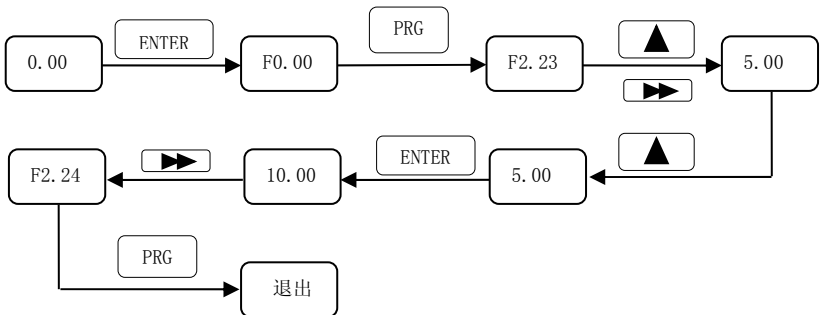 0.00
ENTER
F0.00
PRG
F2.23
5.00
F2.24
10.00
ENTER
5.00
PRG
退出